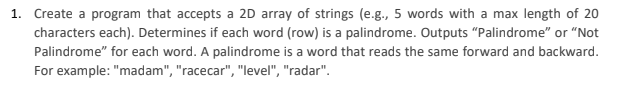 1. Create a program that accepts a 2D array of strings (e.g., 5 words with a max length of 20
characters each). Determines if each word (row) is a palindrome. Outputs “Palindrome” or “Not
Palindrome” for each word. A palindrome is a word that reads the same forward and backward.
For example: "madam", "racecar", "level", "radar".